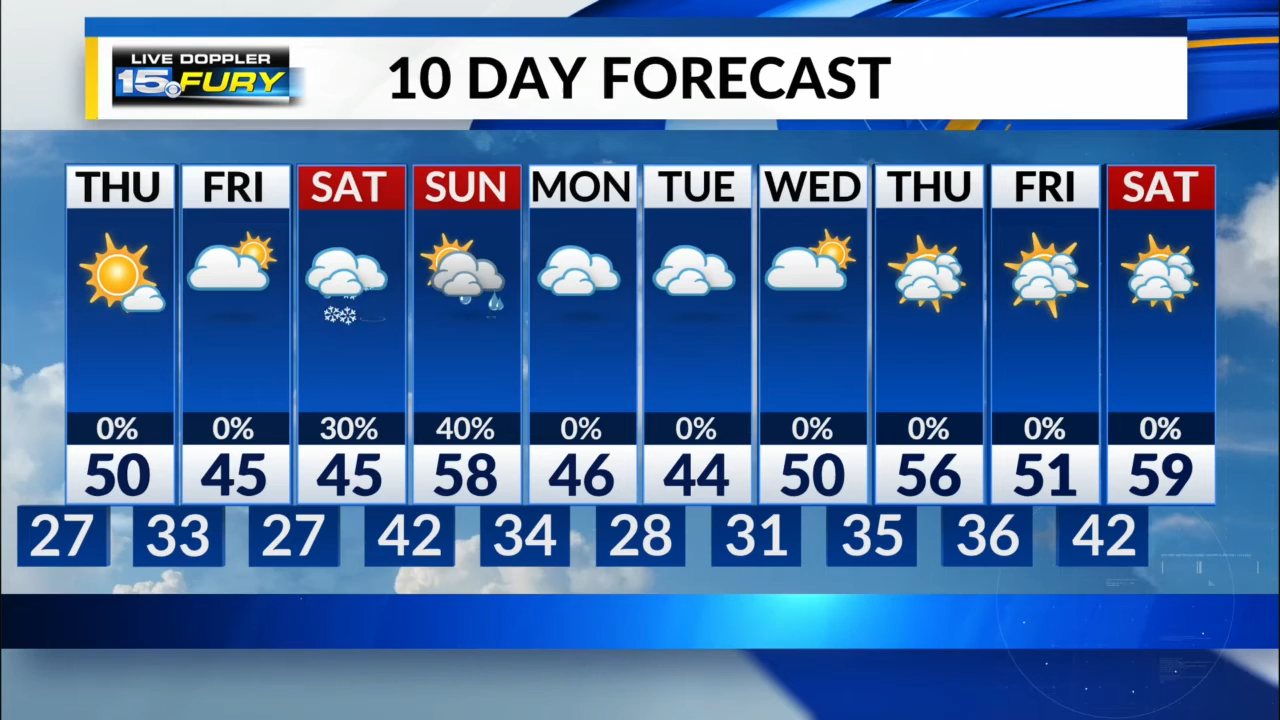 LIVE DOPPLER
15 FURY
10 DAY FORECAST
THU FRI SAT SUN MON TUE WED THU FRI SAT
0% 0% 30% 40% 0% 0% 0% 0% 0% 0%
50 45 45 58 46 44 50 56 51 59
27 33 27 42 34 28 31 35 36 42